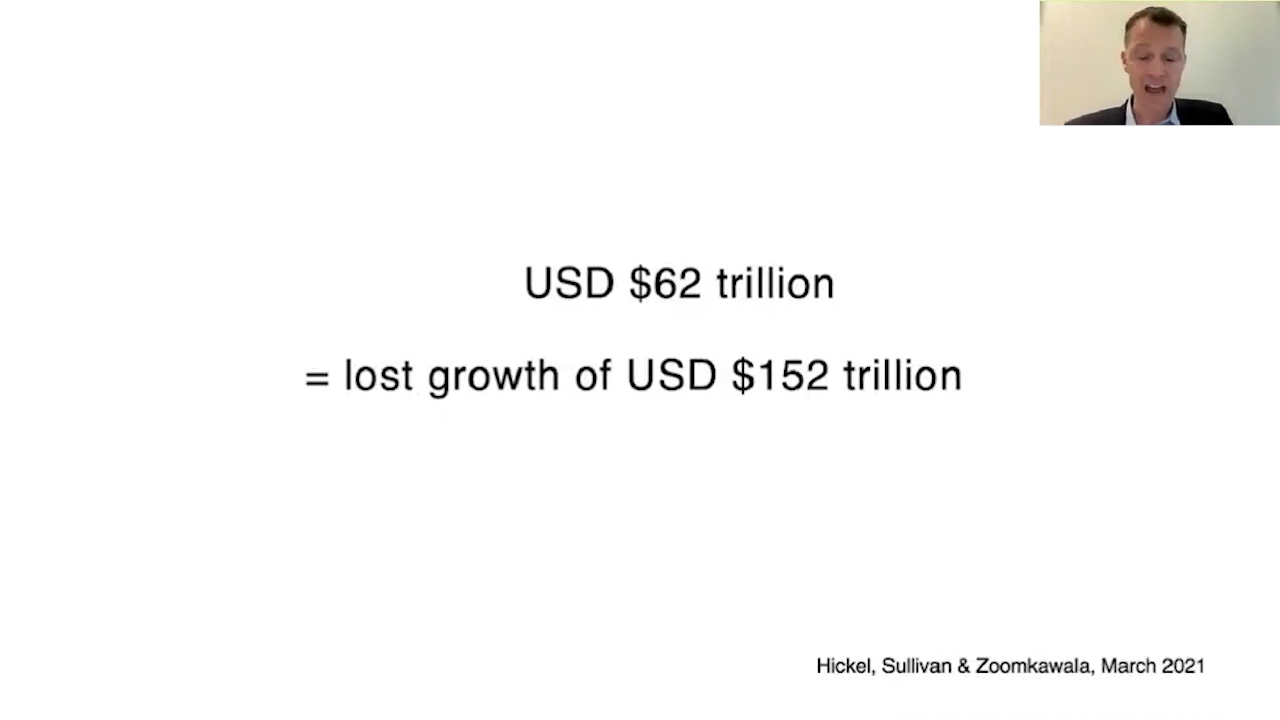 USD $62 trillion
= lost growth of USD $152 trillion
Hickel, Sullivan & Zoomkawala, March 2021